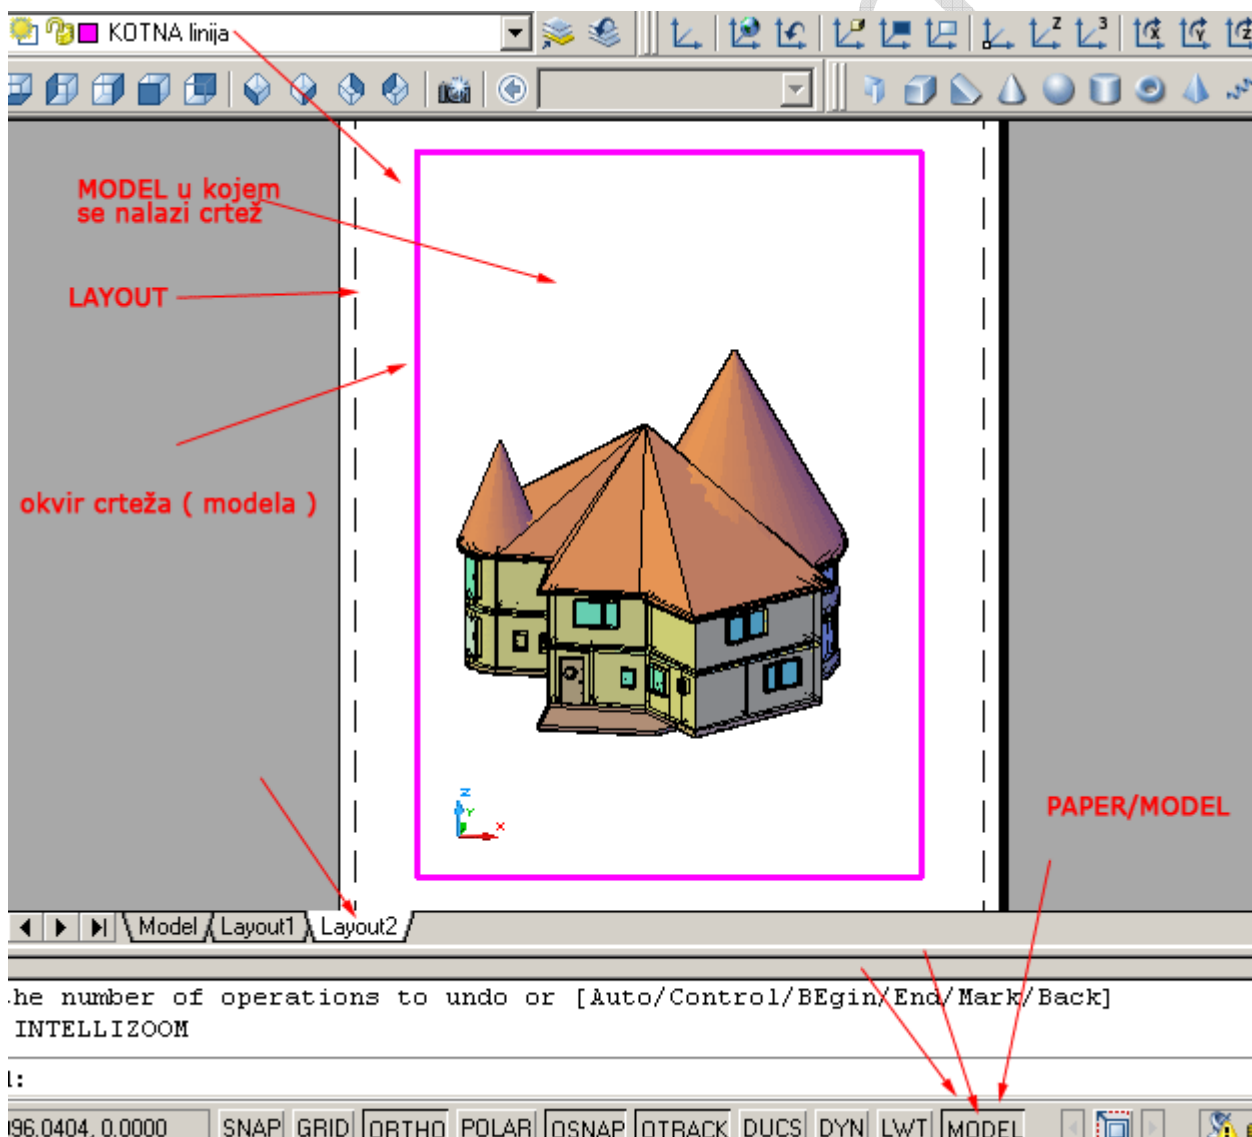 KOTNA linija
MODEL u kojem
se nalazi crtež
LAYOUT
okvir crteža ( modela )
Z
Y
X
PAPER/MODEL
Model
Layout1
Layout2
the number of operations to undo or [Auto/Control/BEgin/End/Mark/Back]
INTELLIZOOM
096.0404, 0.0000 SNAP GRID ORTHO POLAR OSNAP OTRACK DUCS DYN LWT MODEL